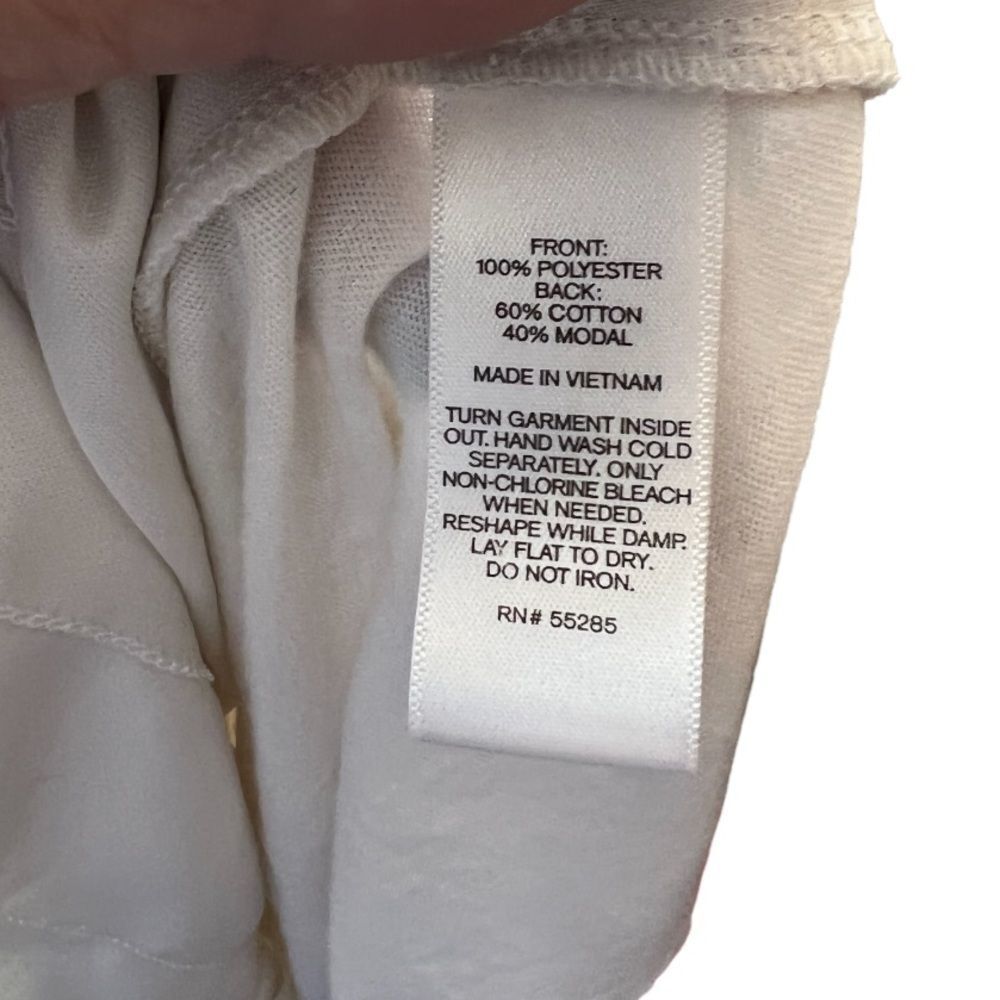 FRONT:
100% POLYESTER
BACK:
60% COTTON
40% MODAL
MADE IN VIETNAM
TURN GARMENT INSIDE
OUT. HAND WASH COLD
SEPARATELY. ONLY
NON-CHLORINE BLEACH
WHEN NEEDED.
RESHAPE WHILE DAMP.
LAY FLAT TO DRY.
DO NOT IRON.
RN# 55285